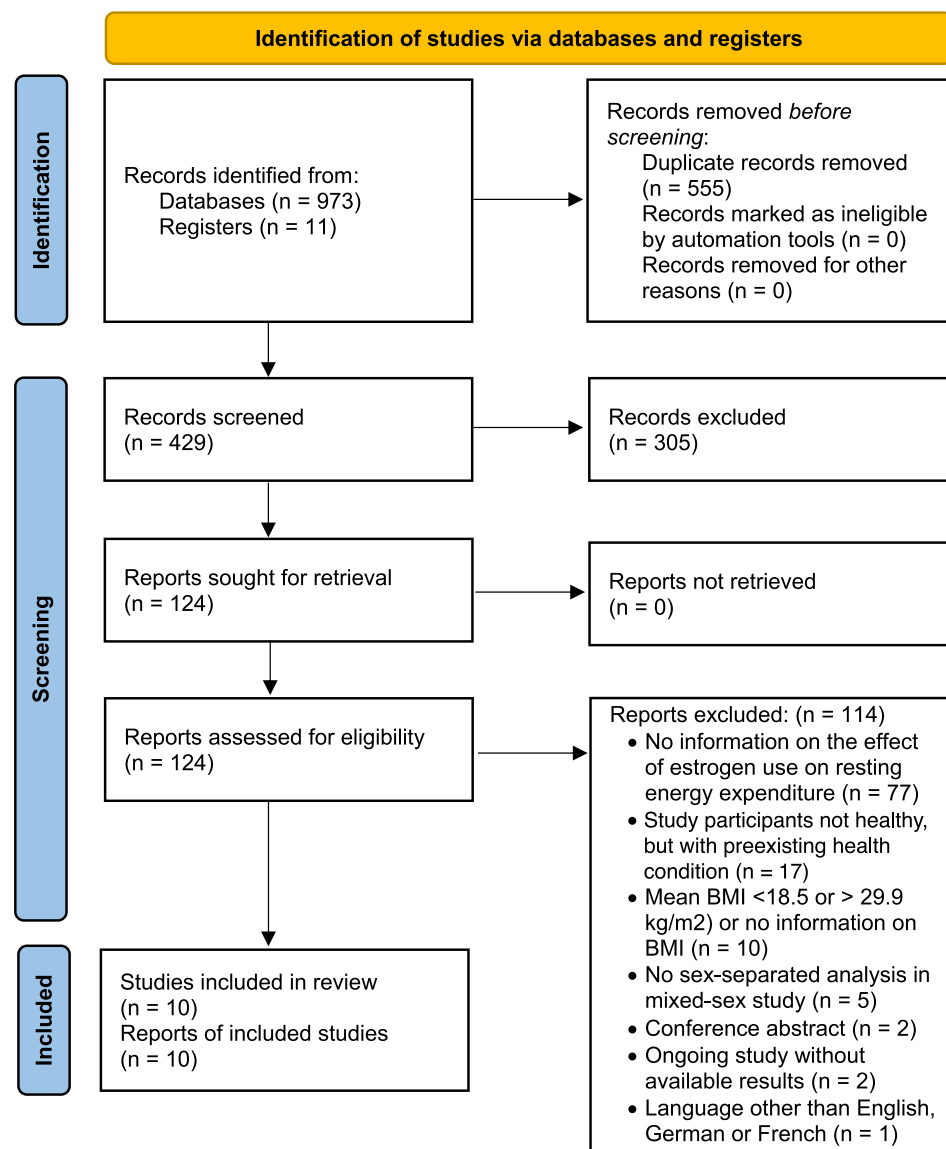 Identification of studies via databases and registers
Identification
Records identified from:
Databases (n = 973)
Registers (n = 11)
Records removed before
screening:
Duplicate records removed
(n = 555)
Records marked as ineligible
by automation tools (n = 0)
Records removed for other
reasons (n = 0)
Screening
Records screened
(n = 429)
Records excluded
(n = 305)
Reports sought for retrieval
(n = 124)
Reports not retrieved
(n = 0)
Reports assessed for eligibility
(n = 124)
Reports excluded: (n = 114)
• No information on the effect
of estrogen use on resting
energy expenditure (n = 77)
• Study participants not healthy,
but with preexisting health
condition (n = 17)
• Mean BMI <18.5 or > 29.9
kg/m2) or no information on
BMI (n = 10)
• No sex-separated analysis in
mixed-sex study (n = 5)
• Conference abstract (n = 2)
• Ongoing study without
available results (n = 2)
• Language other than English,
German or French (n = 1)
Included
Studies included in review
(n = 10)
Reports of included studies
(n = 10)